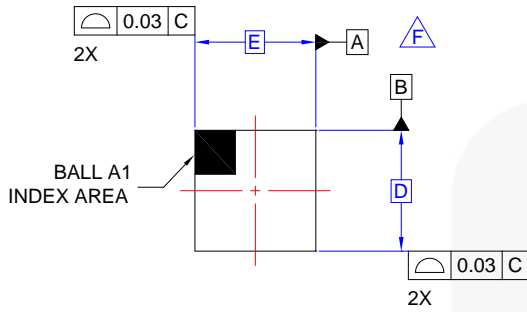 0.03 C
2X
E
A
F
B
BALL A1
INDEX AREA
D
0.03 C
2X